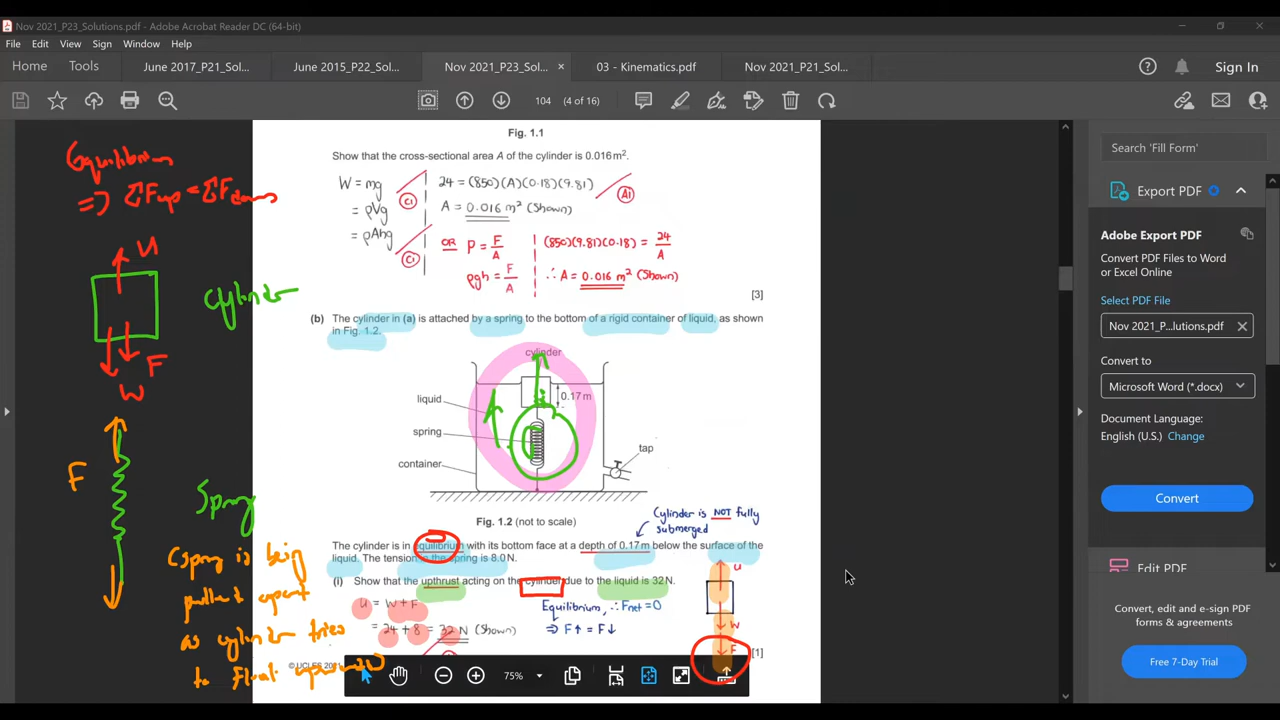 Nov 2021_P23_Solutions.pdf - Adobe Acrobat Reader DC (64-bit)
File Edit View Sign Window Help
Home Tools June 2017_P21_Sol... June 2015_P22_Sol... Nov 2021_P23_Sol... × 03 - Kinematics.pdf Nov 2021_P21_Sol... Sign In
104 (4 of 16)
Fig. 1.1
Show that the cross-sectional area A of the cylinder is 0.016 m².
W = mg
= ρVg
= ρAhg
C1
C1
24 = (850)(A)(0.18)(9.81)
A1
A = 0.016 m² (Shown)
OR P = F/A
ρgh = F/A
(850)(9.81)(0.18) = 24/A
∴ A = 0.016 m² (Shown)
[3]
(b) The cylinder in (a) is attached by a spring to the bottom of a rigid container of liquid, as shown
in Fig. 1.2.
cylinder
liquid
0.17 m
spring
container
tap
Fig. 1.2 (not to scale)
Cylinder is NOT fully
submerged
The cylinder is in equilibrium with its bottom face at a depth of 0.17 m below the surface of the
liquid. The tension in the spring is 8.0 N.
(i) Show that the upthrust acting on the cylinder due to the liquid is 32 N.
U = W + F
= 24 + 8 = 32 N (Shown)
Equilibrium, ∴ Fnet = 0
⇒ F↑ = F↓
u
W
F
[1]
© UCLES 2021
75%
Equilibrium
⇒ ΣFup = ΣFdown
U
Cylinder
F
W
F
Spring
(spring is being
pulled apart
as cylinder tries
to float upward)
Search 'Fill Form'
Export PDF
Adobe Export PDF
Convert PDF Files to Word
or Excel Online
Select PDF File
Nov 2021_P...lutions.pdf
Convert to
Microsoft Word (*.docx)
Document Language:
English (U.S.) Change
Convert
Edit PDF
Convert, edit and e-sign PDF
forms & agreements
Free 7-Day Trial